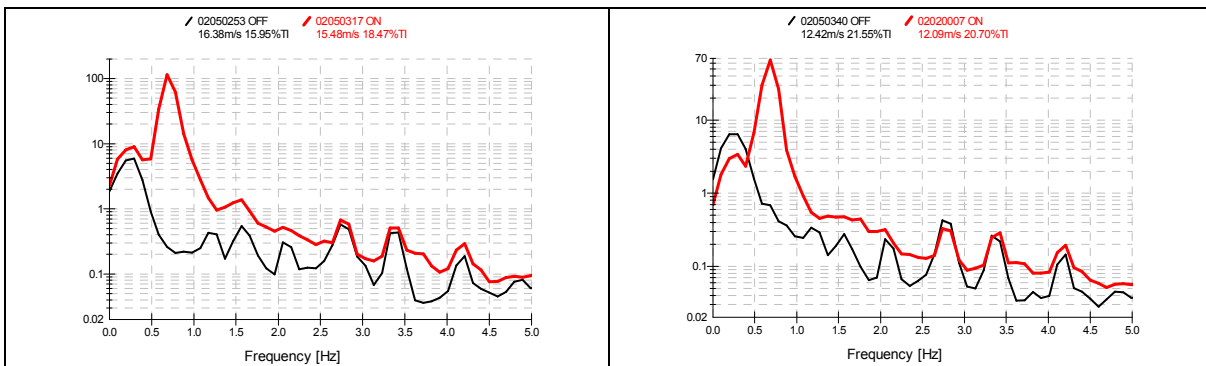 02050253 OFF 02050317 ON
16.38m/s 15.95%TI 15.48m/s 18.47%TI
100
10
1
0.1
0.02
0.0 0.5 1.0 1.5 2.0 2.5 3.0 3.5 4.0 4.5 5.0
Frequency [Hz]
02050340 OFF 02020007 ON
12.42m/s 21.55%TI 12.09m/s 20.70%TI
70
10
1
0.1
0.02
0.0 0.5 1.0 1.5 2.0 2.5 3.0 3.5 4.0 4.5 5.0
Frequency [Hz]